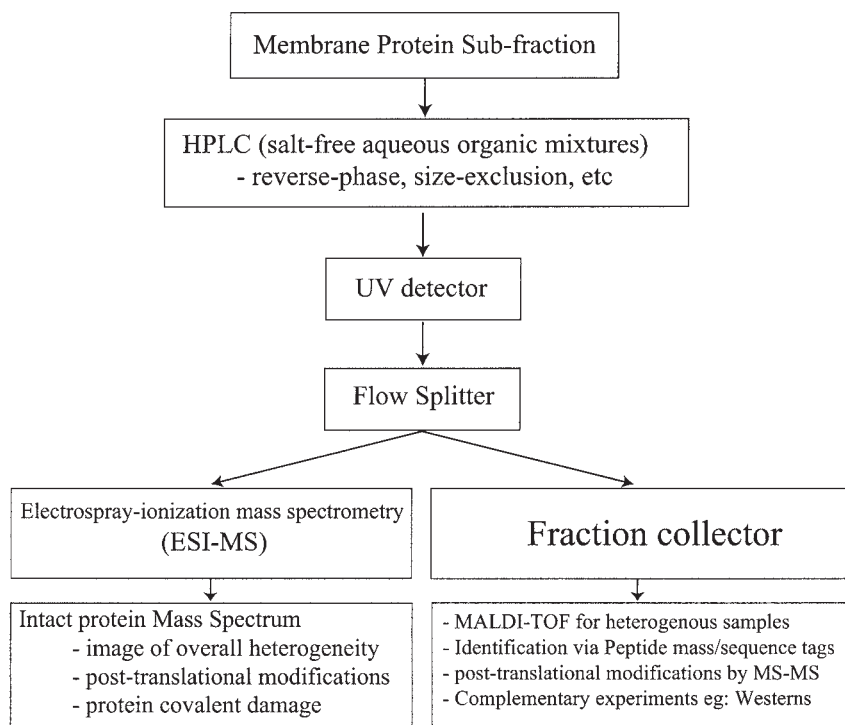 Membrane Protein Sub-fraction
HPLC (salt-free aqueous organic mixtures)
- reverse-phase, size-exclusion, etc
UV detector
Flow Splitter
Electrospray-ionization mass spectrometry
(ESI-MS)
Fraction collector
Intact protein Mass Spectrum
- image of overall heterogeneity
- post-translational modifications
- protein covalent damage
- MALDI-TOF for heterogenous samples
- Identification via Peptide mass/sequence tags
- post-translational modifications by MS-MS
- Complementary experiments eg: Westerns